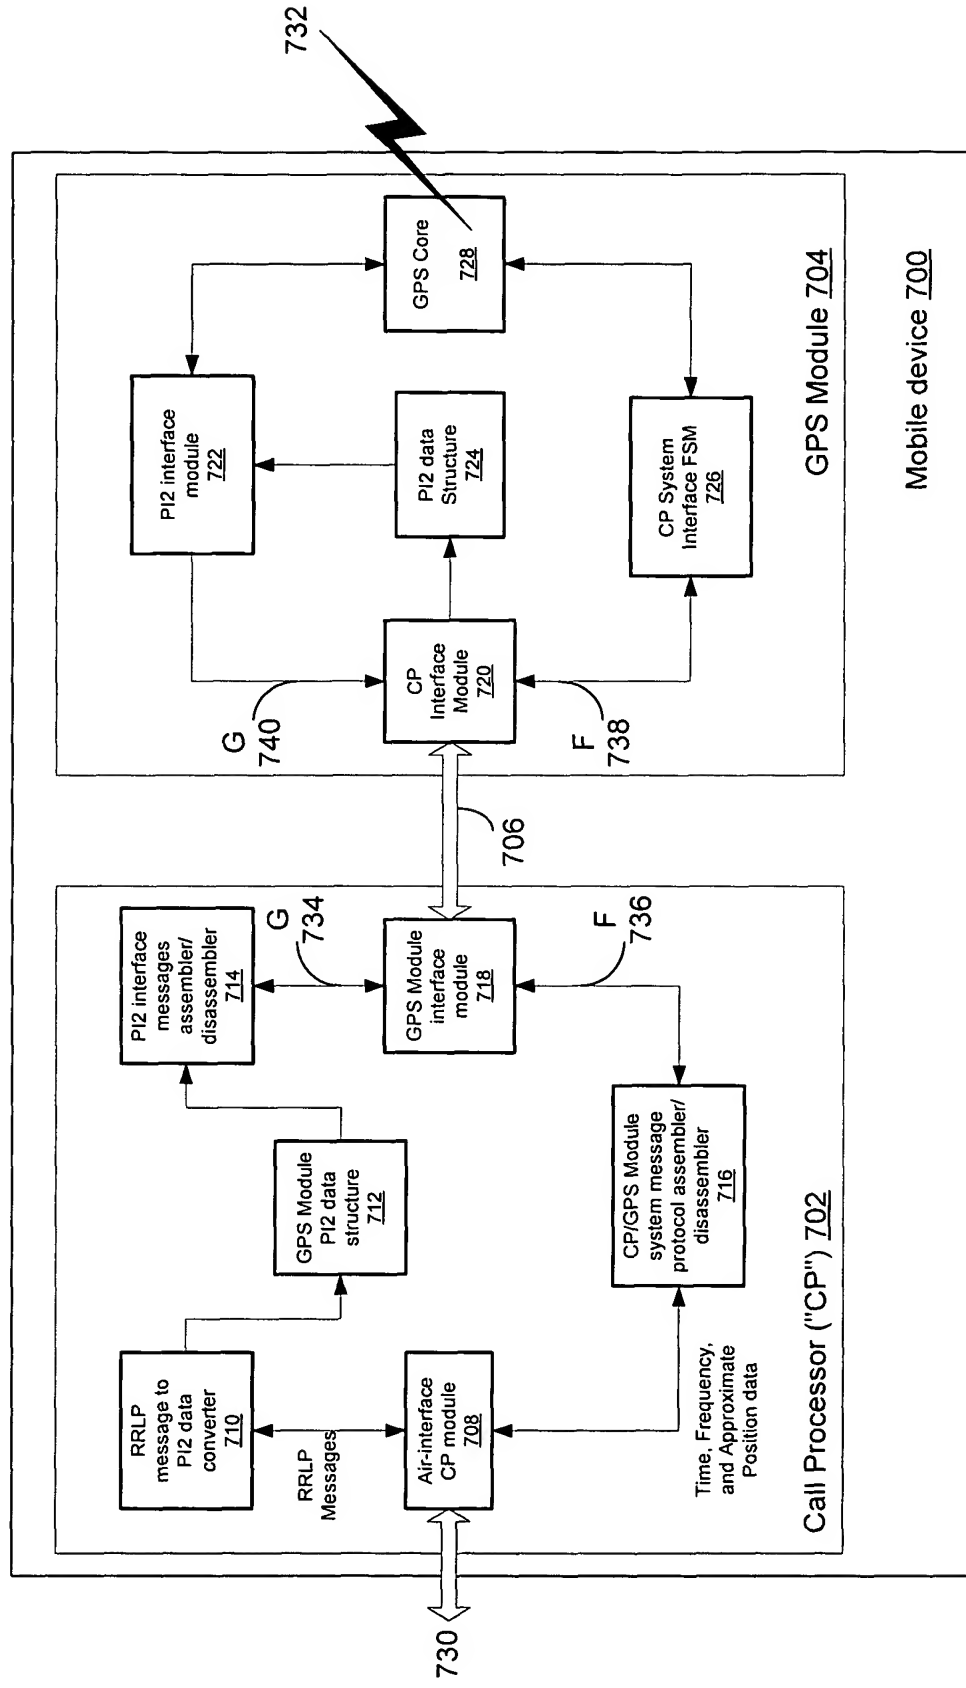 730
RRLP
message to
PI2 data
converter
710
RRLP
Messages
Air-interface
CP module
708
Time, Frequency,
and Approximate
Position data
GPS Module
PI2 data
structure
712
PI2 interface
messages
assembler/
disassembler
714
G
734
GPS Module
interface
module
718
F
736
CP/GPS Module
system message
protocol assembler/
disassembler
716
Call Processor ("CP") 702
706
G
740
CP
Interface
Module
720
F
738
PI2 interface
module
722
PI2 data
Structure
724
CP System
Interface FSM
726
GPS Core
728
732
GPS Module 704
Mobile device 700